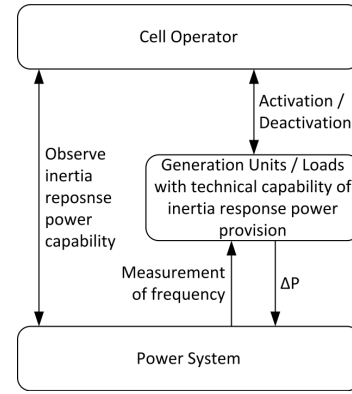 Cell Operator
Activation /
Deactivation
Observe
inertia
reposnse
power
capability
Generation Units / Loads
with technical capability of
inertia response power
provision
Measurement
of frequency
ΔP
Power System